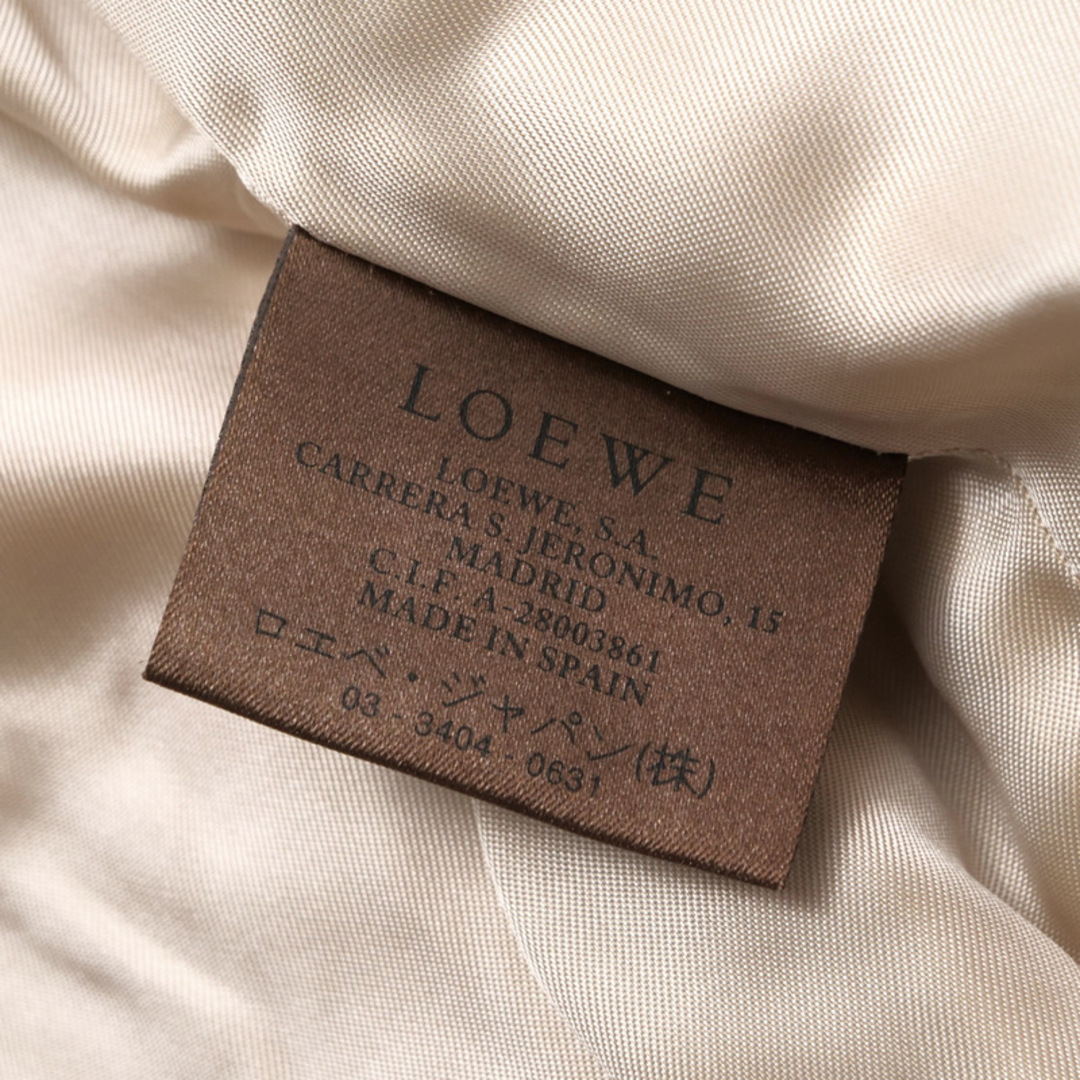 LOEWE
LOEWE, S.A.
CARRERA S. JERONIMO, 15
MADRID
C.I.F. A-28003861
MADE IN SPAIN
ロエベ・ジャパン(株)
03 - 3404 - 0631